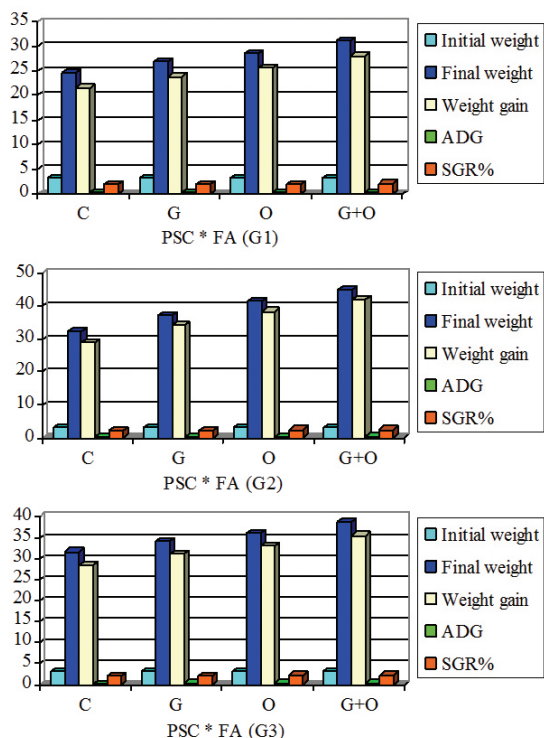 35
30
25
20
15
10
5
0
C G O G+O
PSC * FA (G1)
Initial weight
Final weight
Weight gain
ADG
SGR%
50
40
30
20
10
0
C G O G+O
PSC * FA (G2)
Initial weight
Final weight
Weight gain
ADG
SGR%
40
35
30
25
20
15
10
5
0
C G O G+O
PSC * FA (G3)
Initial weight
Final weight
Weight gain
ADG
SGR%